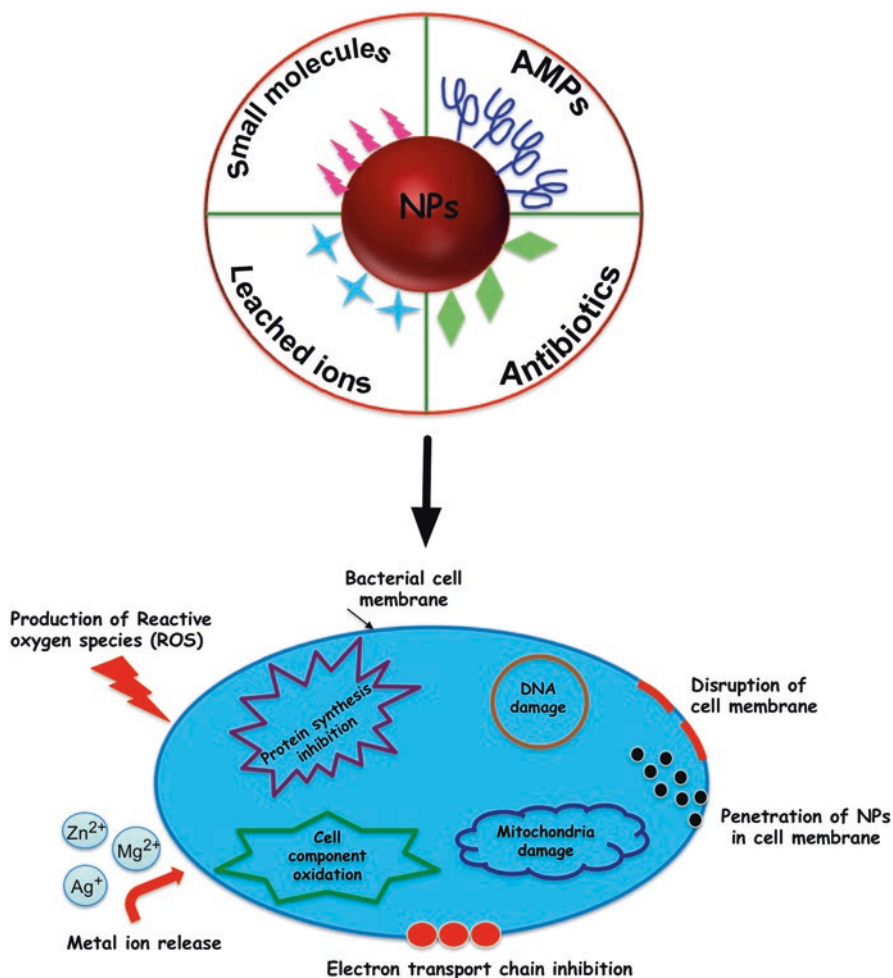 Small molecules
AMPs
NPs
Leached ions
Antibiotics
Bacterial cell
membrane
Production of Reactive
oxygen species (ROS)
Protein synthesis
inhibition
DNA
damage
Disruption of
cell membrane
Penetration of NPs
in cell membrane
Zn2+
Mg2+
Ag+
Cell
component
oxidation
Mitochondria
damage
Metal ion release
Electron transport chain inhibition